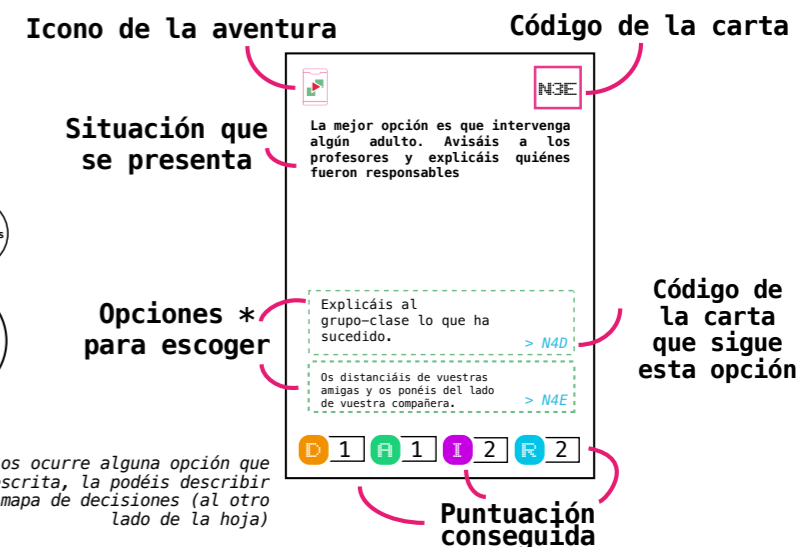 Icono de la aventura
Código de la carta
N3E
La mejor opción es que intervenga
algún adulto. Avisáis a los
profesores y explicáis quiénes
fueron responsables
Situación que
se presenta
Opciones *
para escoger
Explicáis al
grupo-clase lo que ha
sucedido.
> N4D
Os distanciáis de vuestras
amigas y os ponéis del lado
de vuestra compañera.
> N4E
Código de
la carta
que sigue
esta opción
D 1 A 1 I 2 R 2
os ocurre alguna opción que
scrita, la podéis describir
mapa de decisiones (al otro
lado de la hoja)
Puntuación
conseguida